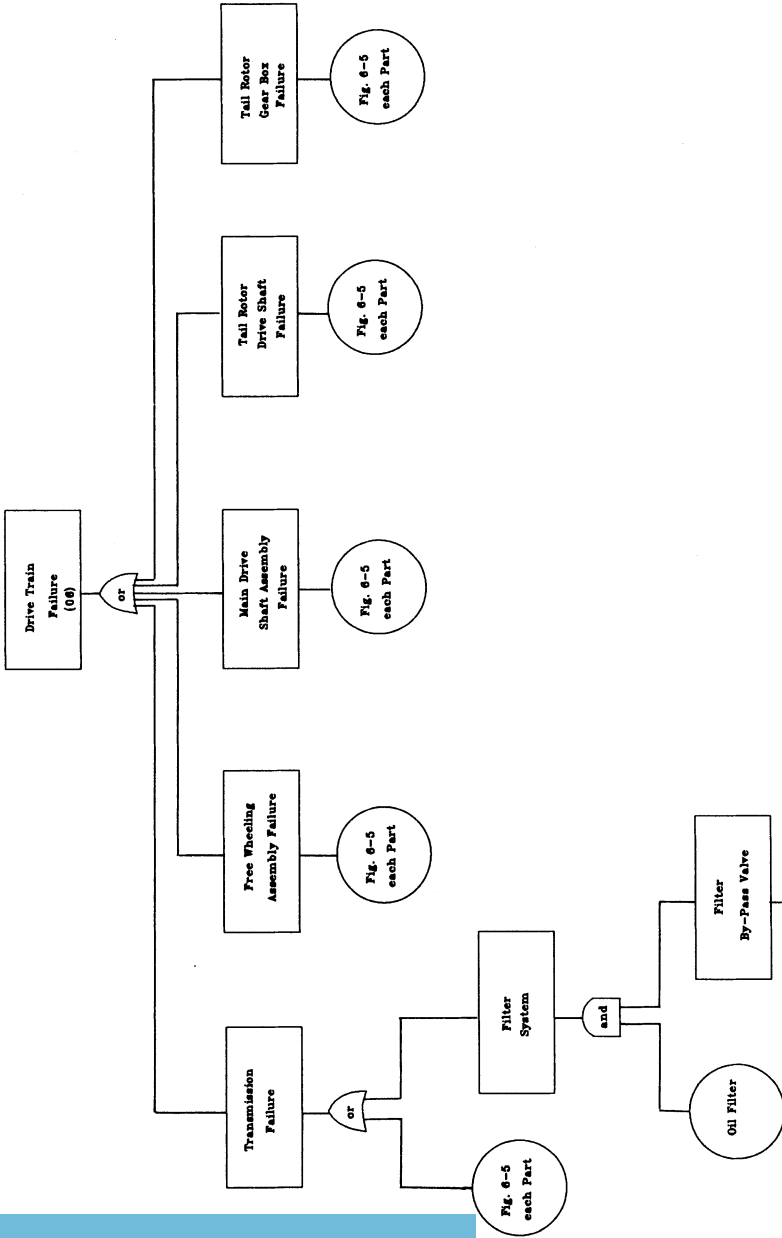 Drive Train
Failure
(06)
or
Transmission
Failure
Free Wheeling
Assembly Failure
Main Drive
Shaft Assembly
Failure
Tail Rotor
Drive Shaft
Failure
Tail Rotor
Gear Box
Failure
or
Fig. 6-5
each Part
Fig. 6-5
each Part
Fig. 6-5
each Part
Fig. 6-5
each Part
Fig. 6-5
each Part
Filter
System
and
Oil Filter
Filter
By-Pass Valve